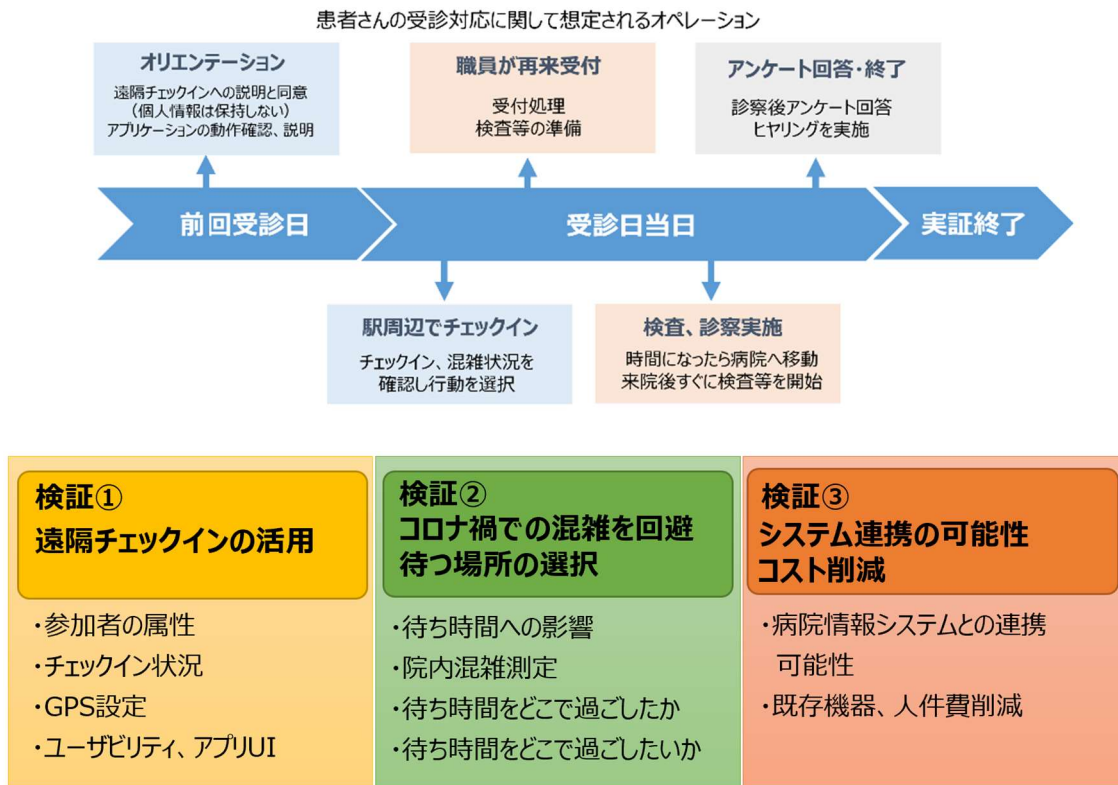 患者さんの受診対応に関して想定されるオペレーション
オリエンテーション
遠隔チェックインへの説明と同意
（個人情報は保持しない）
アプリケーションの動作確認、説明
職員が再来受付
受付処理
検査等の準備
アンケート回答・終了
診察後アンケート回答
ヒヤリングを実施
前回受診日
受診日当日
実証終了
駅周辺でチェックイン
チェックイン、混雑状況を
確認し行動を選択
検査、診察実施
時間になったら病院へ移動
来院後すぐに検査等を開始
検証①
遠隔チェックインの活用
・参加者の属性
・チェックイン状況
・GPS設定
・ユーザビリティ、アプリUI
検証②
コロナ禍での混雑を回避
待つ場所の選択
・待ち時間への影響
・院内混雑測定
・待ち時間をどこで過ごしたか
・待ち時間をどこで過ごしたいか
検証③
システム連携の可能性
コスト削減
・病院情報システムとの連携
可能性
・既存機器、人件費削減